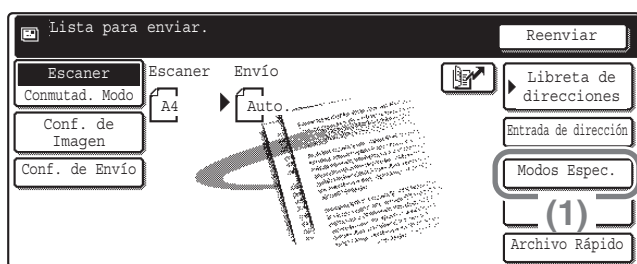 Lista para enviar.
Reenviar
Escaner
Conmutad. Modo
Escaner
A4
Envío
Auto.
Libreta de
direcciones
Conf. de
Imagen
Entrada de dirección
Conf. de Envío
Modos Espec.
(1)
Archivo Rápido